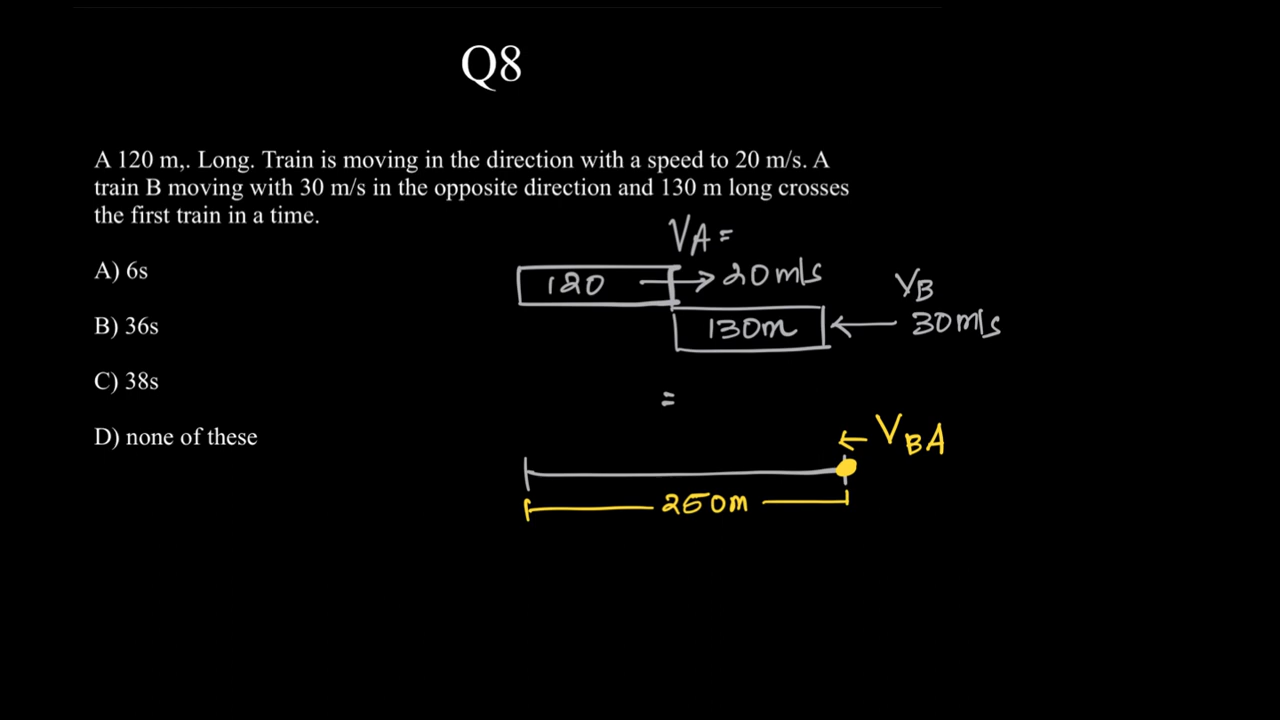 Q8
A 120 m,. Long. Train is moving in the direction with a speed to 20 m/s. A
train B moving with 30 m/s in the opposite direction and 130 m long crosses
the first train in a time.
VA =
A) 6s
120 → 20m/s
VB
130m ← 30m/s
B) 36s
C) 38s
=
D) none of these
← VBA
250m